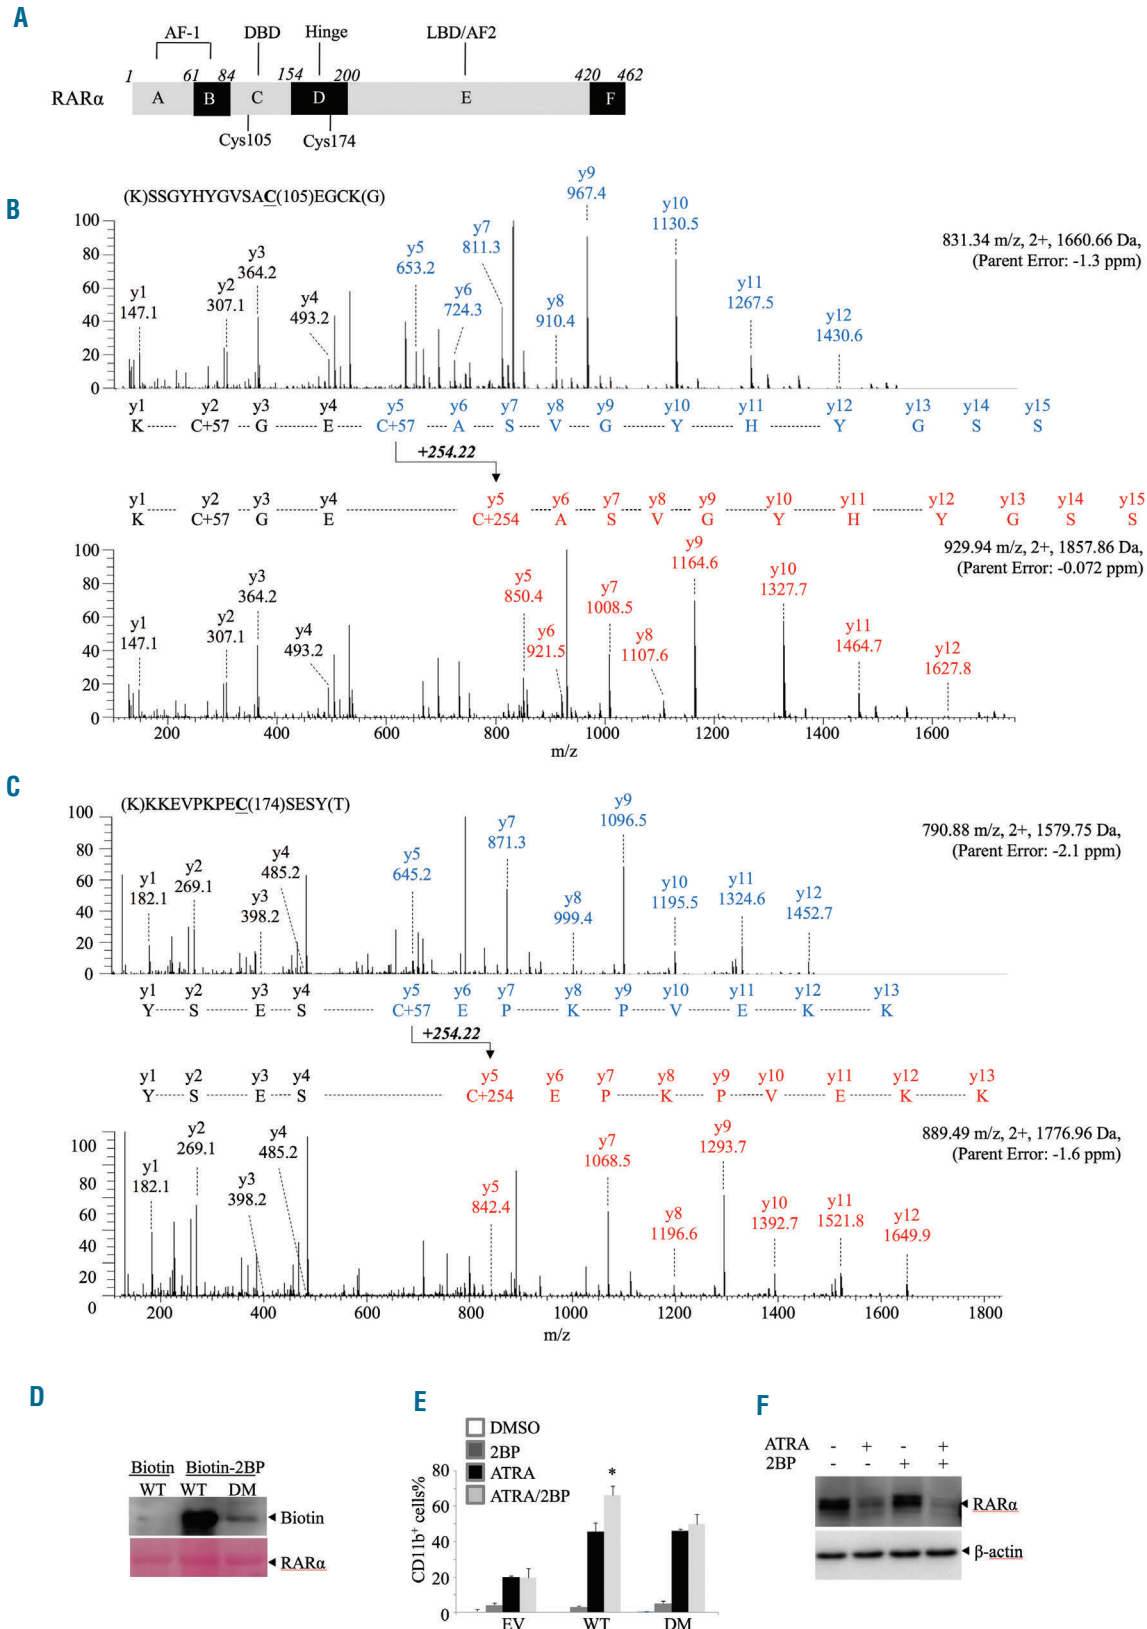 A
AF-1 DBD Hinge LBD/AF2
1 61 84 154 200 420 462
RARα A B C D E F
Cys105 Cys174
B
(K)SSGYHYGVSAC(105)EGCK(G)
831.34 m/z, 2+, 1660.66 Da,
(Parent Error: -1.3 ppm)
100
80
60
40
20
0
y1 147.1
y2 307.1
y3 364.2
y4 493.2
y5 653.2
y6 724.3
y7 811.3
y8 910.4
y9 967.4
y10 1130.5
y11 1267.5
y12 1430.6
y1 y2 y3 y4 y5 y6 y7 y8 y9 y10 y11 y12 y13 y14 y15
K C+57 G E C+57 A S V G Y H Y G S S
+254.22
y1 y2 y3 y4 y5 y6 y7 y8 y9 y10 y11 y12 y13 y14 y15
K C+57 G E C+254 A S V G Y H Y G S S
929.94 m/z, 2+, 1857.86 Da,
(Parent Error: -0.072 ppm)
100
80
60
40
20
0
y1 147.1
y2 307.1
y3 364.2
y4 493.2
y5 850.4
y6 921.5
y7 1008.5
y8 1107.6
y9 1164.6
y10 1327.7
y11 1464.7
y12 1627.8
200 400 600 800 1000 1200 1400 1600
m/z
C
(K)KKEVPKPEC(174)SESY(T)
790.88 m/z, 2+, 1579.75 Da,
(Parent Error: -2.1 ppm)
100
80
60
40
20
0
y1 182.1
y2 269.1
y3 398.2
y4 485.2
y5 645.2
y7 871.3
y8 999.4
y9 1096.5
y10 1195.5
y11 1324.6
y12 1452.7
y1 y2 y3 y4 y5 y6 y7 y8 y9 y10 y11 y12 y13
Y S E S C+57 E P K P V E K K
+254.22
y1 y2 y3 y4 y5 y6 y7 y8 y9 y10 y11 y12 y13
Y S E S C+254 E P K P V E K K
889.49 m/z, 2+, 1776.96 Da,
(Parent Error: -1.6 ppm)
100
80
60
40
20
0
y1 182.1
y2 269.1
y3 398.2
y4 485.2
y5 842.4
y7 1068.5
y8 1196.6
y9 1293.7
y10 1392.7
y11 1521.8
y12 1649.9
200 400 600 800 1000 1200 1400 1600 1800
m/z
D
Biotin Biotin-2BP
WT WT DM
Biotin
RARα
E
DMSO
2BP
ATRA
ATRA/2BP
CD11b+ cells%
80
60
40
20
0
*
EV WT DM
F
ATRA - + - +
2BP - - + +
RARα
β-actin